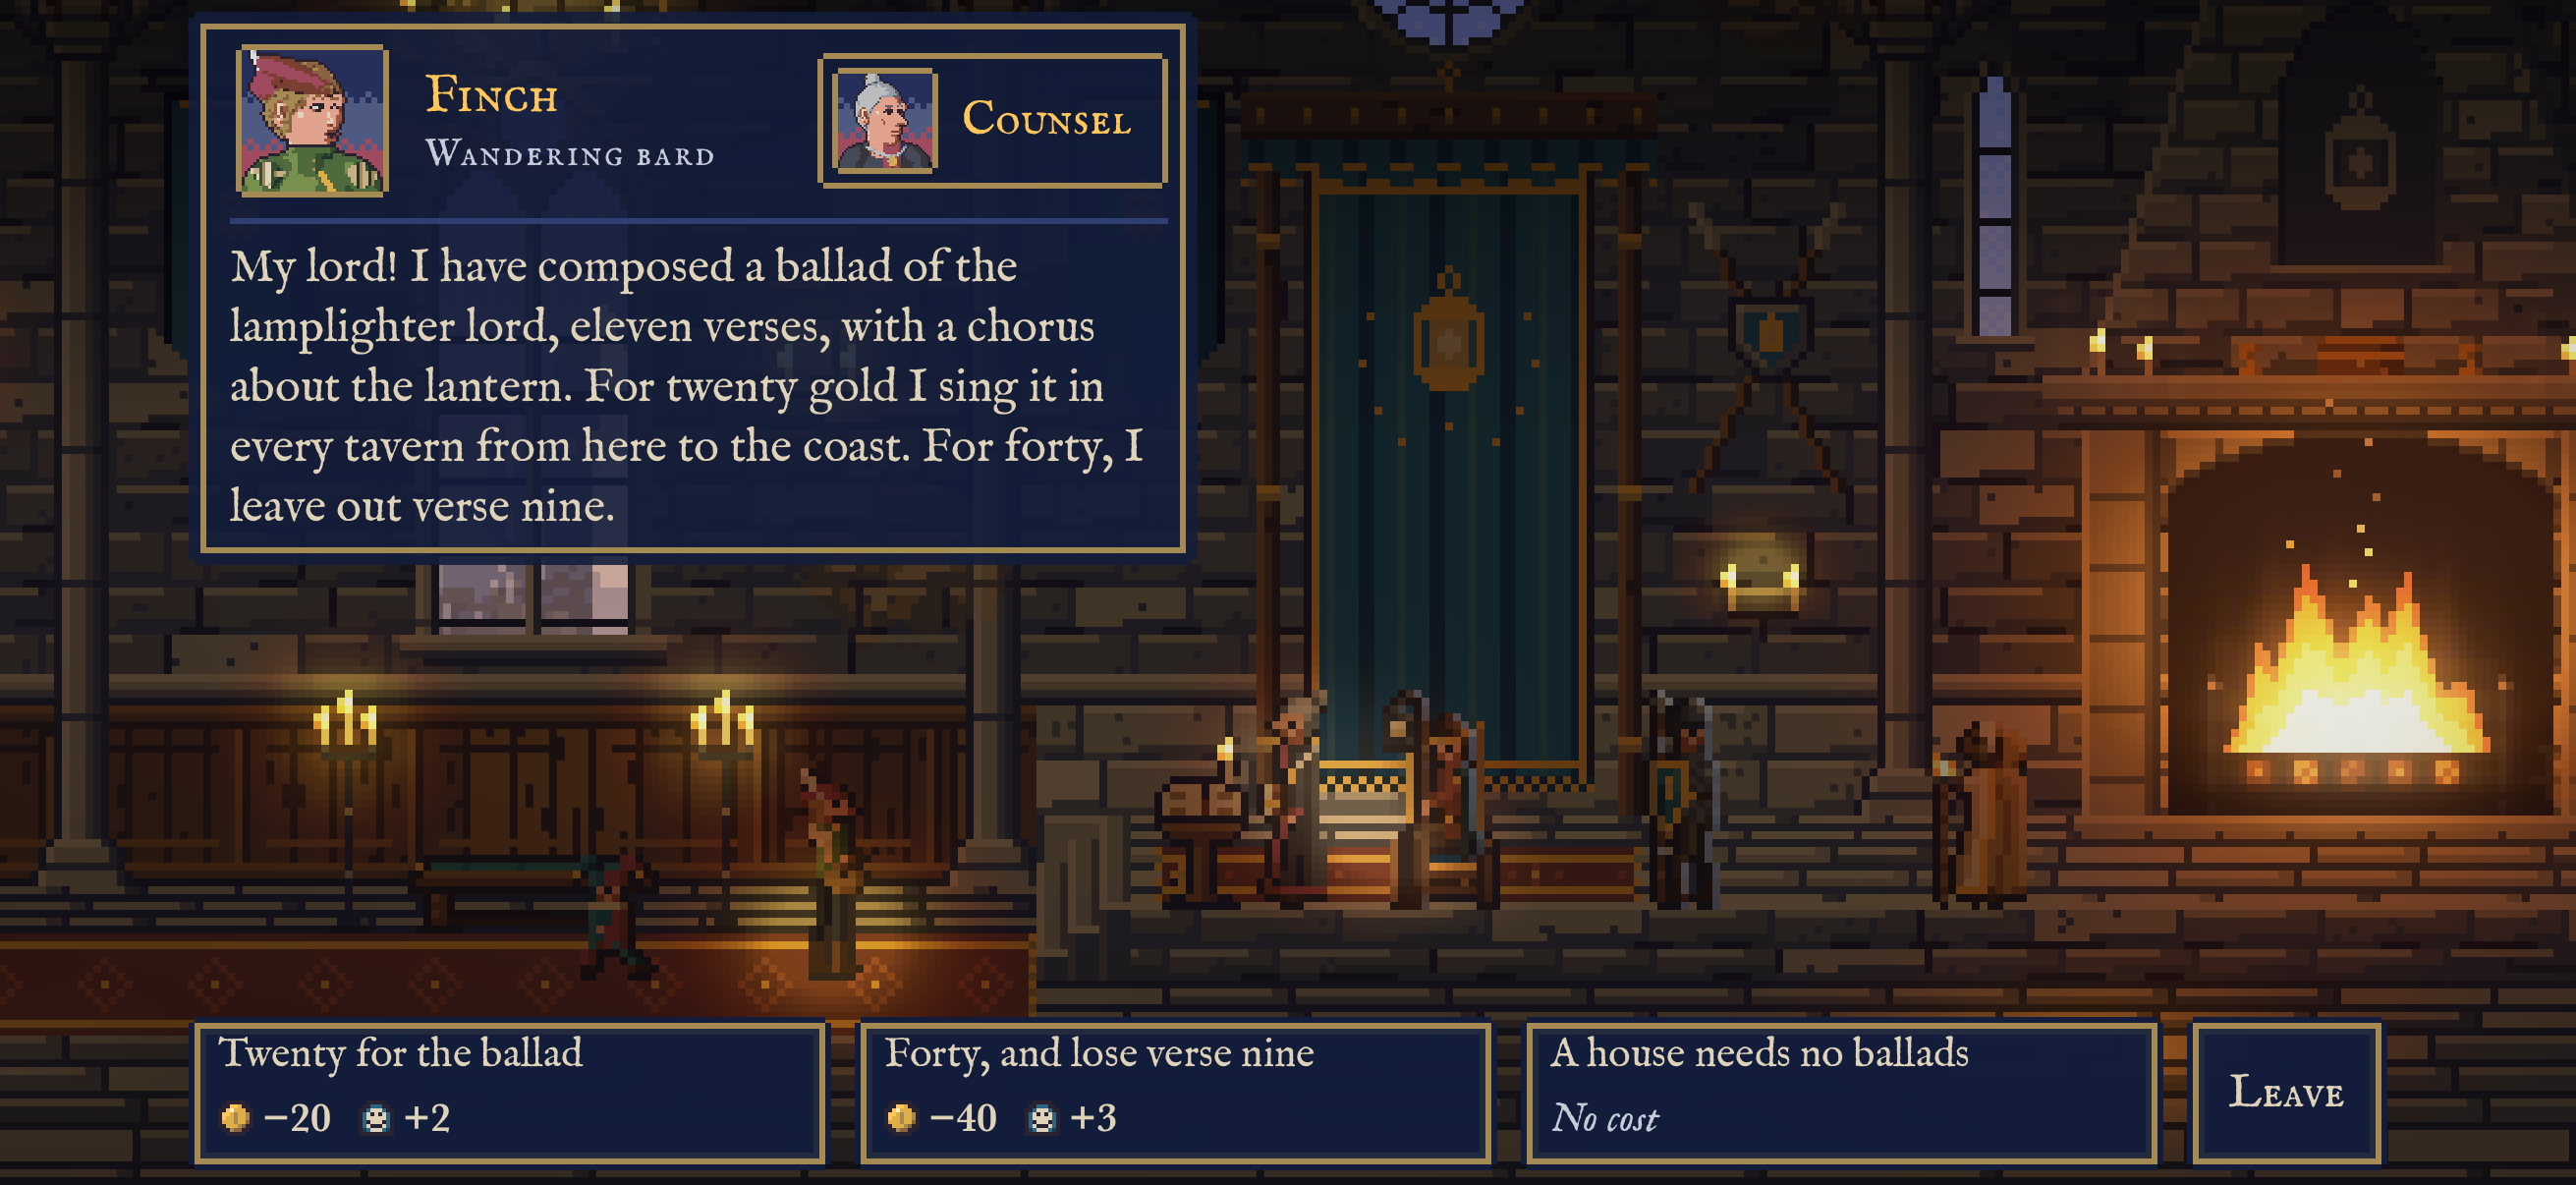 Finch
Wandering bard
Counsel
My lord! I have composed a ballad of the
lamplighter lord, eleven verses, with a chorus
about the lantern. For twenty gold I sing it in
every tavern from here to the coast. For forty, I
leave out verse nine.
Twenty for the ballad
−20 +2
Forty, and lose verse nine
−40 +3
A house needs no ballads
No cost
Leave